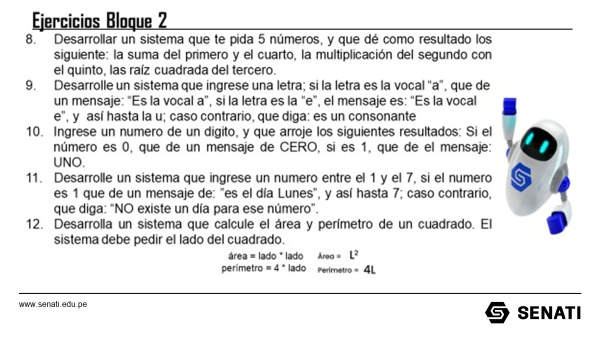 Ejercicios Bloque 2
8. Desarrollar un sistema que te pida 5 números, y que dé como resultado los
siguiente: la suma del primero y el cuarto, la multiplicación del segundo con
el quinto, las raíz cuadrada del tercero.
9. Desarrolle un sistema que ingrese una letra; si la letra es la vocal “a”, que de
un mensaje: “Es la vocal a”, si la letra es la “e”, el mensaje es: “Es la vocal
e”, y así hasta la u; caso contrario, que diga: es un consonante
10. Ingrese un numero de un digito, y que arroje los siguientes resultados: Si el
número es 0, que de un mensaje de CERO, si es 1, que de el mensaje:
UNO.
11. Desarrolle un sistema que ingrese un numero entre el 1 y el 7, si el numero
es 1 que de un mensaje de: ”es el día Lunes”, y así hasta 7; caso contrario,
que diga: “NO existe un día para ese número”.
12. Desarrolla un sistema que calcule el área y perímetro de un cuadrado. El
sistema debe pedir el lado del cuadrado.
área = lado * lado Área = L²
perímetro = 4 * lado Perímetro = 4L
www.senati.edu.pe
SENATI